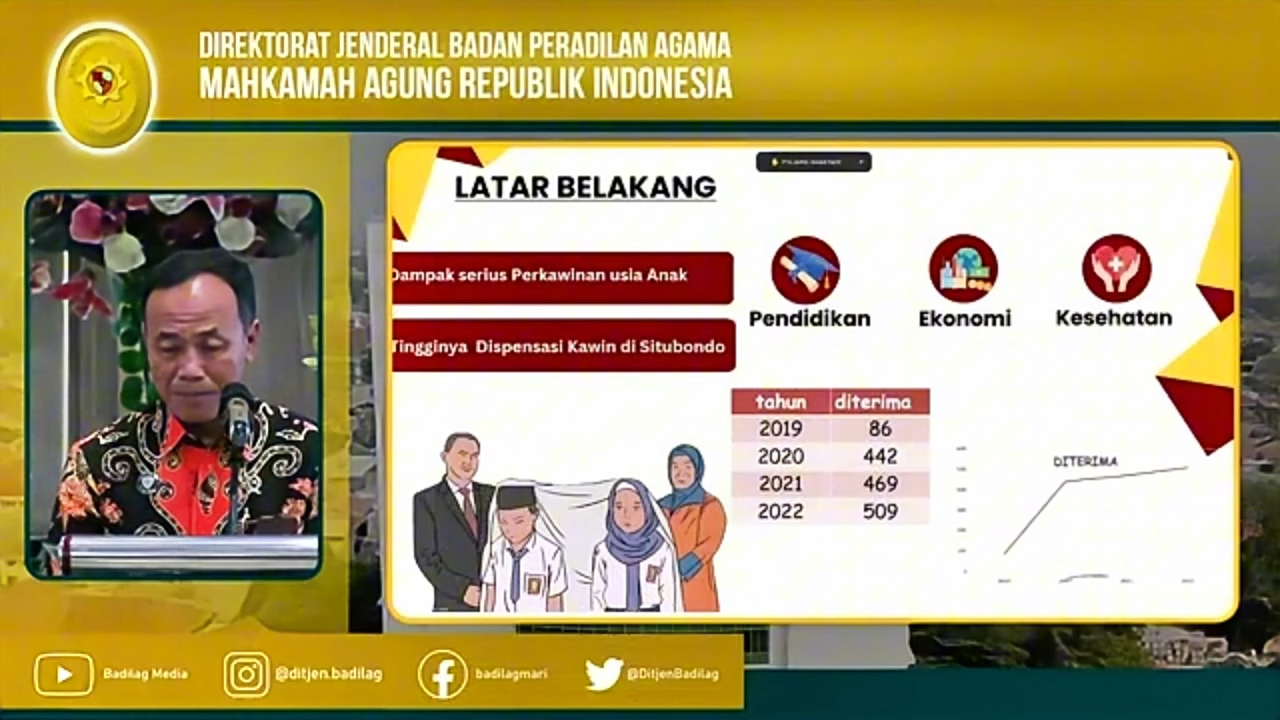 DIREKTORAT JENDERAL BADAN PERADILAN AGAMA
MAHKAMAH AGUNG REPUBLIK INDONESIA
LATAR BELAKANG
Dampak serius Perkawinan usia Anak
Tingginya Dispensasi Kawin di Situbondo
Pendidikan
Ekonomi
Kesehatan
tahun diterima
2019 86
2020 442
2021 469
2022 509
DITERIMA
Badilag Media
@ditjen.badilag
badilagmari
@DitjenBadilag